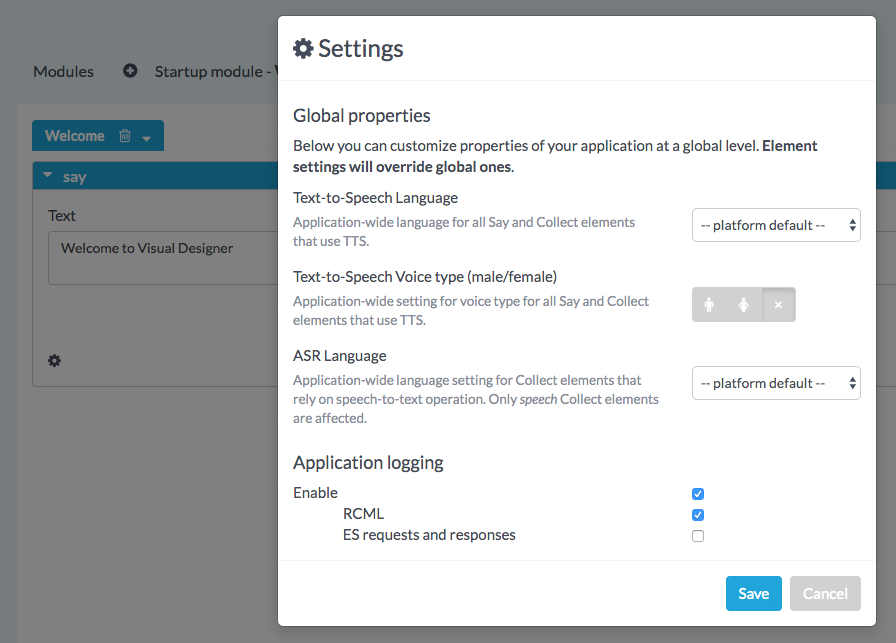 Settings
Modules
Startup module -
Global properties
Below you can customize properties of your application at a global level. Element
settings will override global ones.
Welcome
say
Text
Welcome to Visual Designer
Text-to-Speech Language
Application-wide language for all Say and Collect elements
that use TTS.
-- platform default --
Text-to-Speech Voice type (male/female)
Application-wide setting for voice type for all Say and Collect
elements that use TTS.
ASR Language
Application-wide language setting for Collect elements that
rely on speech-to-text operation. Only speech Collect elements
are affected.
-- platform default --
Application logging
Enable
RCML
ES requests and responses
Save
Cancel